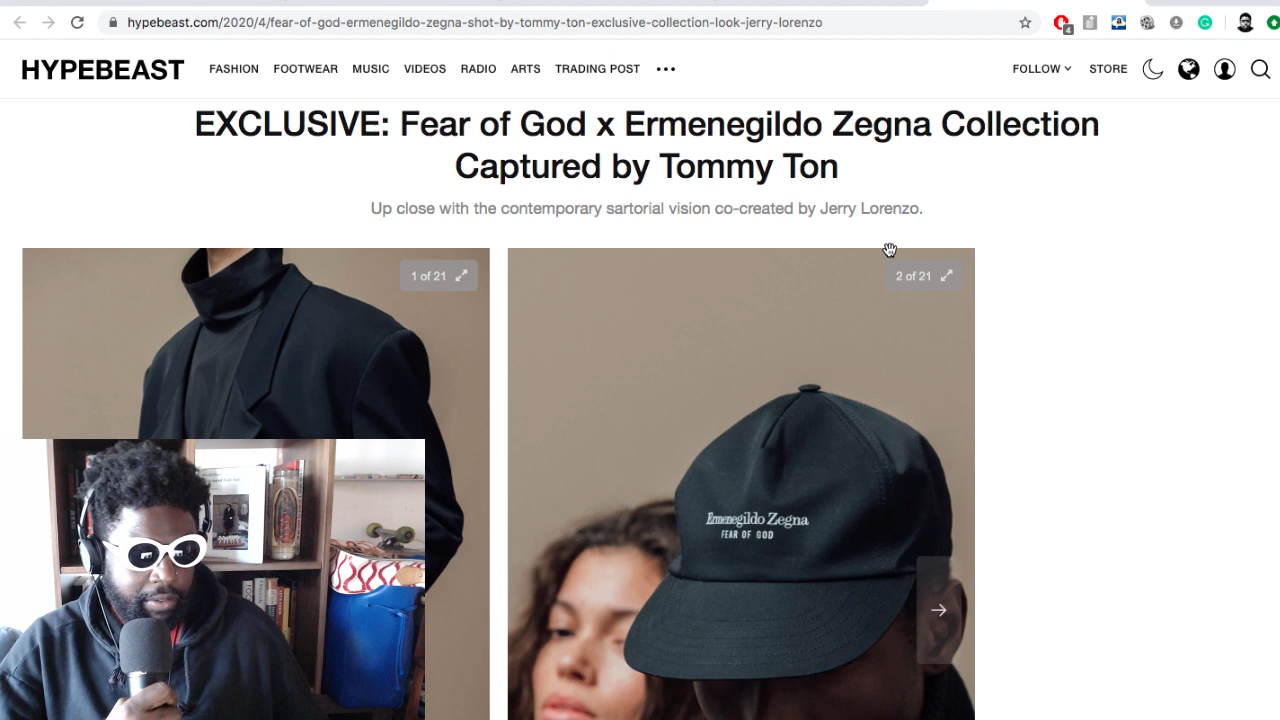 hypebeast.com/2020/4/fear-of-god-ermenegildo-zegna-shot-by-tommy-ton-exclusive-collection-look-jerry-lorenzo
4
HYPEBEAST FASHION FOOTWEAR MUSIC VIDEOS RADIO ARTS TRADING POST ••• FOLLOW STORE
EXCLUSIVE: Fear of God x Ermenegildo Zegna Collection
Captured by Tommy Ton
Up close with the contemporary sartorial vision co-created by Jerry Lorenzo.
1 of 21
2 of 21
Ermenegildo Zegna
FEAR OF GOD